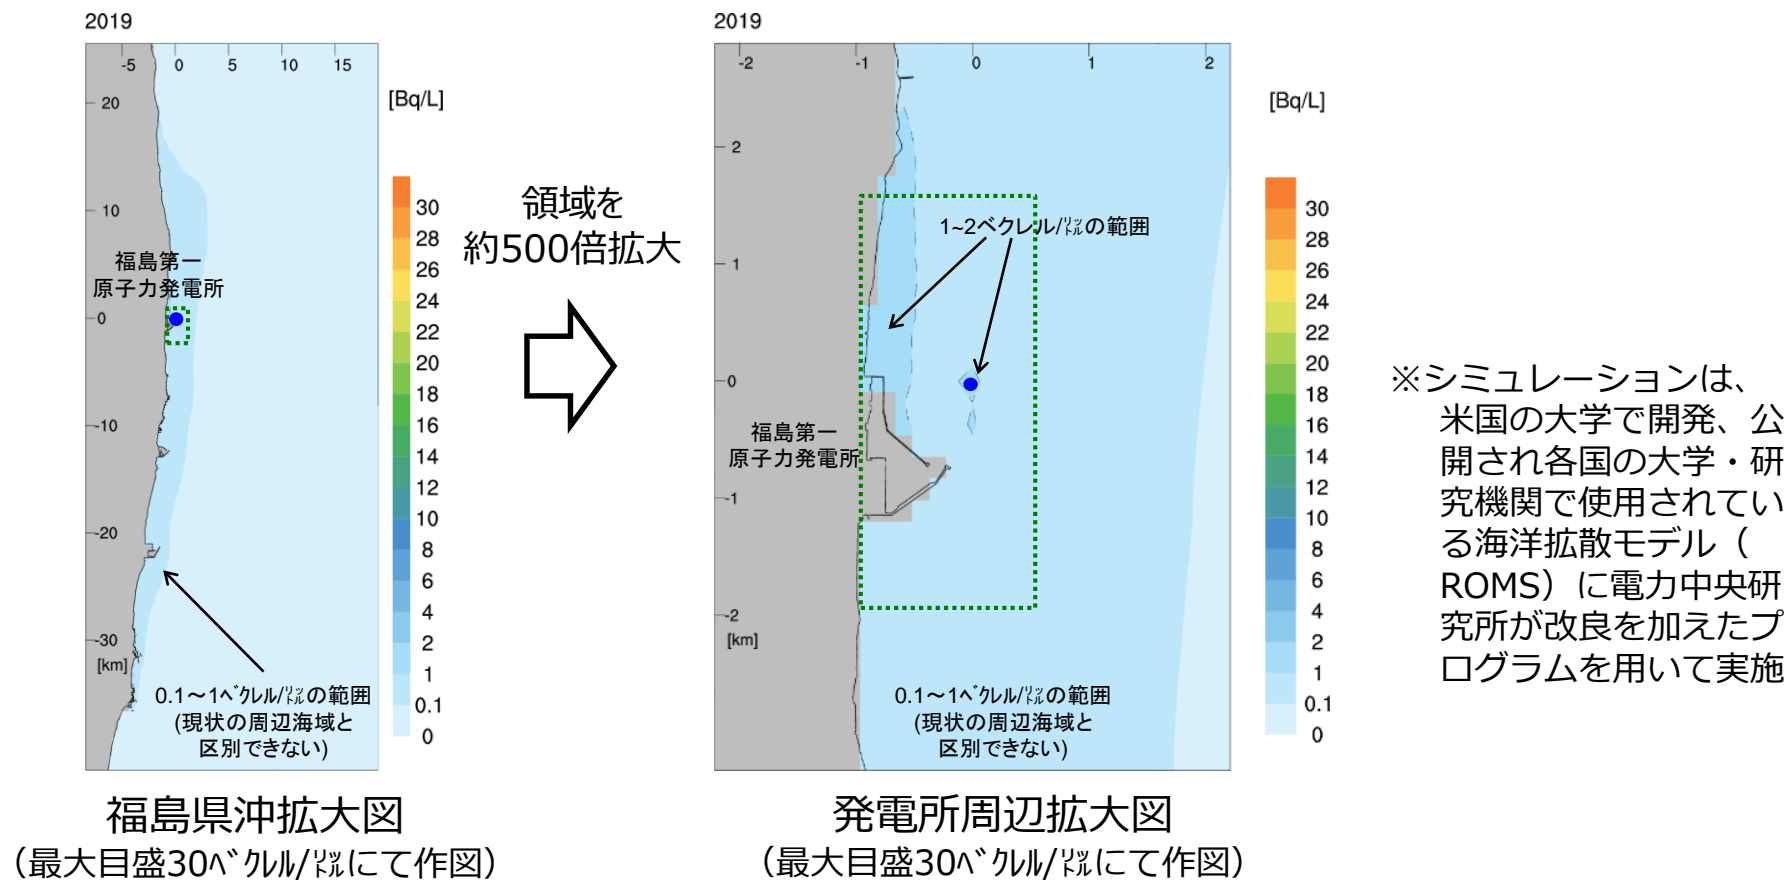 2019
-5 0 5 10 15
20
10
0
-10
-20
-30
[km]
福島第一
原子力発電所
0.1～1ﾍﾞｸﾚﾙ/㍑の範囲
(現状の周辺海域と
区別できない)
[Bq/L]
30
28
26
24
22
20
18
16
14
12
10
8
6
4
2
1
0.1
0
福島県沖拡大図
（最大目盛30ﾍﾞｸﾚﾙ/㍑にて作図）
領域を
約500倍拡大
2019
-2 -1 0 1 2
2
1
0
-1
-2
[km]
1~2ベクレル/㍑の範囲
福島第一
原子力発電所
0.1～1ﾍﾞｸﾚﾙ/㍑の範囲
(現状の周辺海域と
区別できない)
[Bq/L]
30
28
26
24
22
20
18
16
14
12
10
8
6
4
2
1
0.1
0
発電所周辺拡大図
（最大目盛30ﾍﾞｸﾚﾙ/㍑にて作図）
※シミュレーションは、
米国の大学で開発、公
開され各国の大学・研
究機関で使用されてい
る海洋拡散モデル（
ROMS）に電力中央研
究所が改良を加えたプ
ログラムを用いて実施